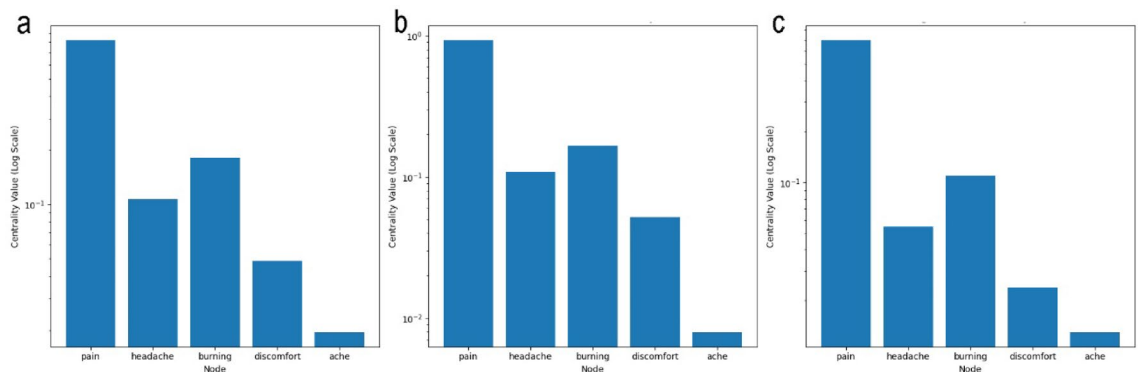 a
Centrality Value (Log Scale)
10⁻¹
pain headache burning discomfort ache
Node
b
Centrality Value (Log Scale)
10⁰
10⁻¹
10⁻²
pain headache burning discomfort ache
Node
c
Centrality Value (Log Scale)
10⁻¹
pain headache burning discomfort ache
Node